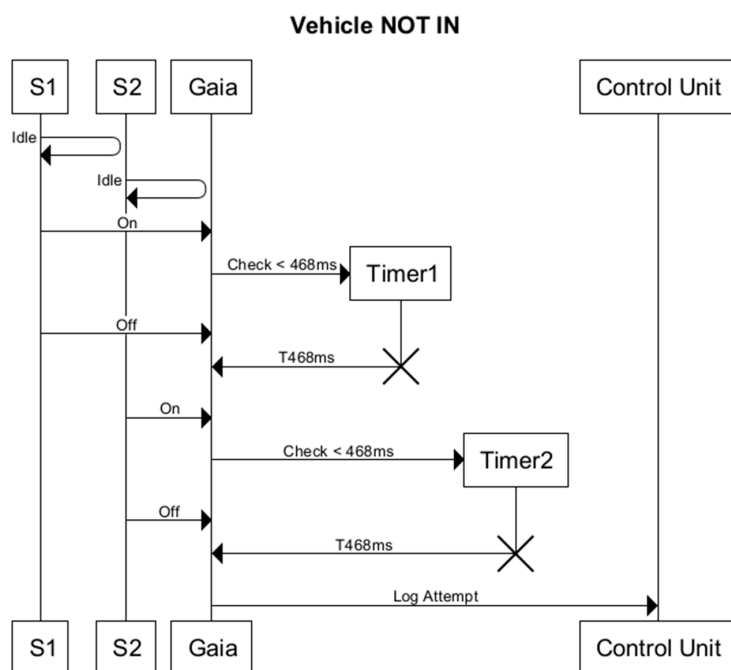 Vehicle NOT IN
S1 S2 Gaia Control Unit
Idle
Idle
On
Check < 468ms
Timer1
Off
T468ms
On
Check < 468ms
Timer2
Off
T468ms
Log Attempt
S1 S2 Gaia Control Unit